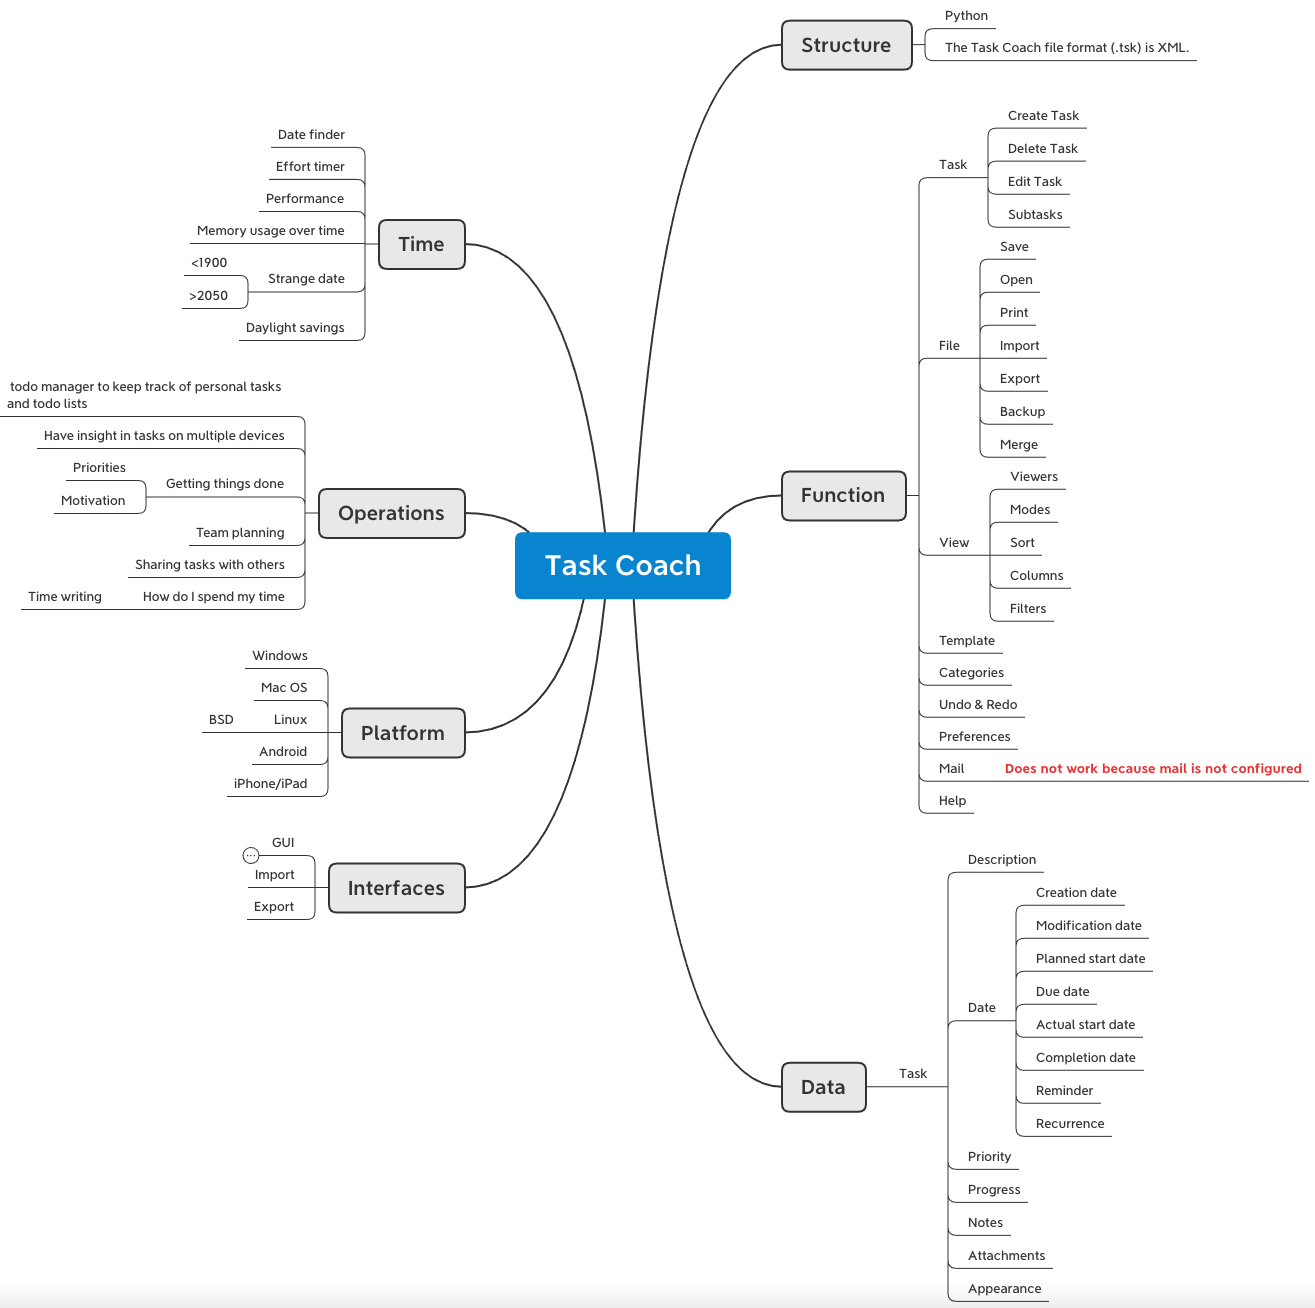 Task Coach
Structure
Python
The Task Coach file format (.tsk) is XML.
Function
Task
Create Task
Delete Task
Edit Task
Subtasks
File
Save
Open
Print
Import
Export
Backup
Merge
View
Viewers
Modes
Sort
Columns
Filters
Template
Categories
Undo & Redo
Preferences
Mail
Does not work because mail is not configured
Help
Data
Task
Description
Date
Creation date
Modification date
Planned start date
Due date
Actual start date
Completion date
Reminder
Recurrence
Priority
Progress
Notes
Attachments
Appearance
Time
Date finder
Effort timer
Performance
Memory usage over time
Strange date
<1900
>2050
Daylight savings
Operations
todo manager to keep track of personal tasks
and todo lists
Have insight in tasks on multiple devices
Getting things done
Priorities
Motivation
Team planning
Sharing tasks with others
How do I spend my time
Time writing
Platform
Windows
Mac OS
Linux
BSD
Android
iPhone/iPad
Interfaces
GUI
Import
Export